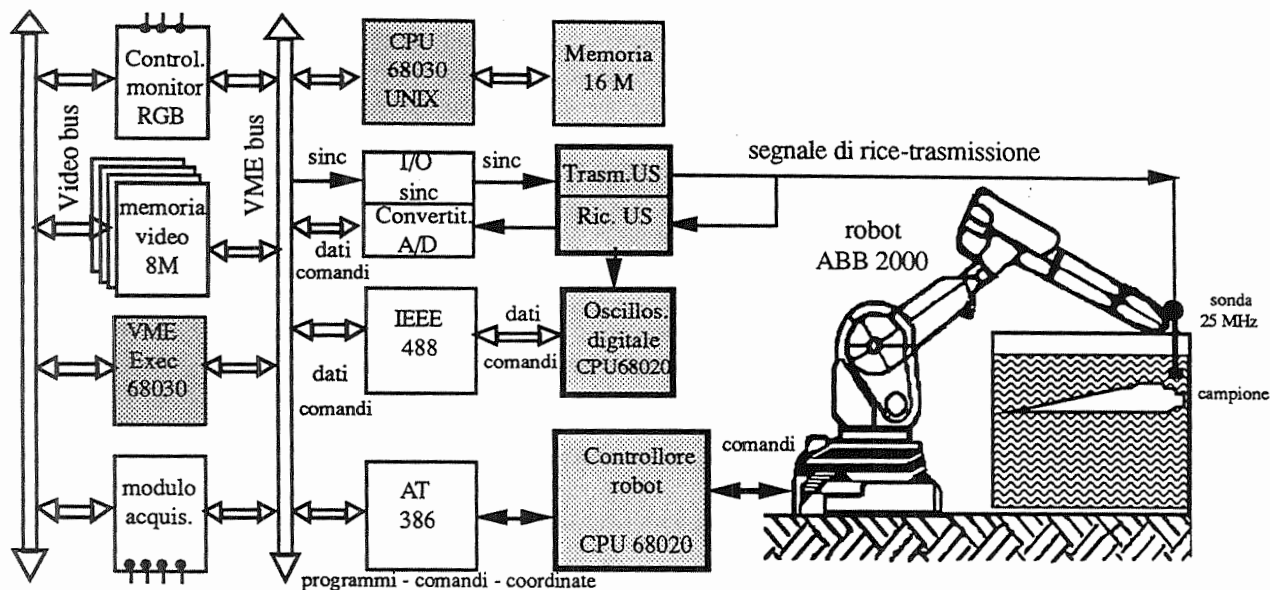 Control.
monitor
RGB
Video bus
memoria
video
8M
VME
Exec
68030
modulo
acquis.
VME bus
CPU
68030
UNIX
Memoria
16 M
sinc
I/O
sinc
sinc
Trasm.US
Convertit.
A/D
Ric. US
dati
comandi
segnale di rice-trasmissione
IEEE
488
dati
comandi
Oscillos.
digitale
CPU68020
dati
comandi
AT
386
Controllore
robot
CPU 68020
comandi
programmi - comandi - coordinate
robot
ABB 2000
sonda
25 MHz
campione